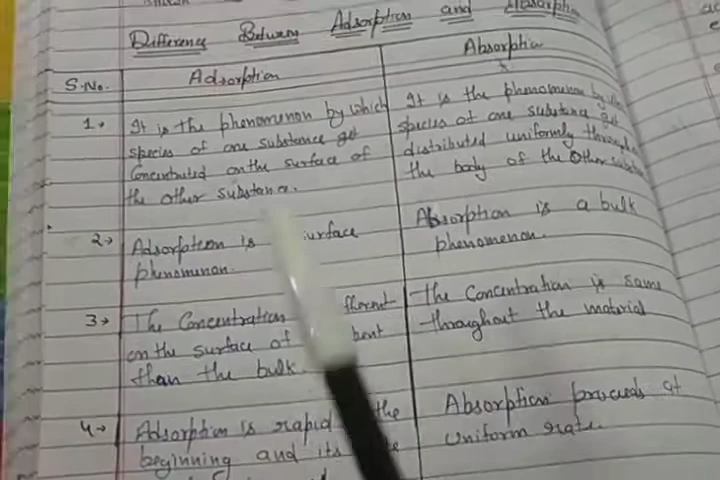 Difference Between Adsorption and Absorption
S.No.
Adsorption
Absorption
1→
It is the phenomenon by which
species of one substance get
Concentrated on the surface of
the other substance.
It is the phenomenon by
species of one substance get
distributed uniformly through
the body of the other
2→
Adsorption is surface
phenomenon.
Absorption is a bulk
phenomenon.
3→
The Concentration
on the surface of
than the bulk.
The Concentration is same
throughout the material
4→
Adsorption is rapid the
beginning and its
Absorption proceeds at
Uniform rate.